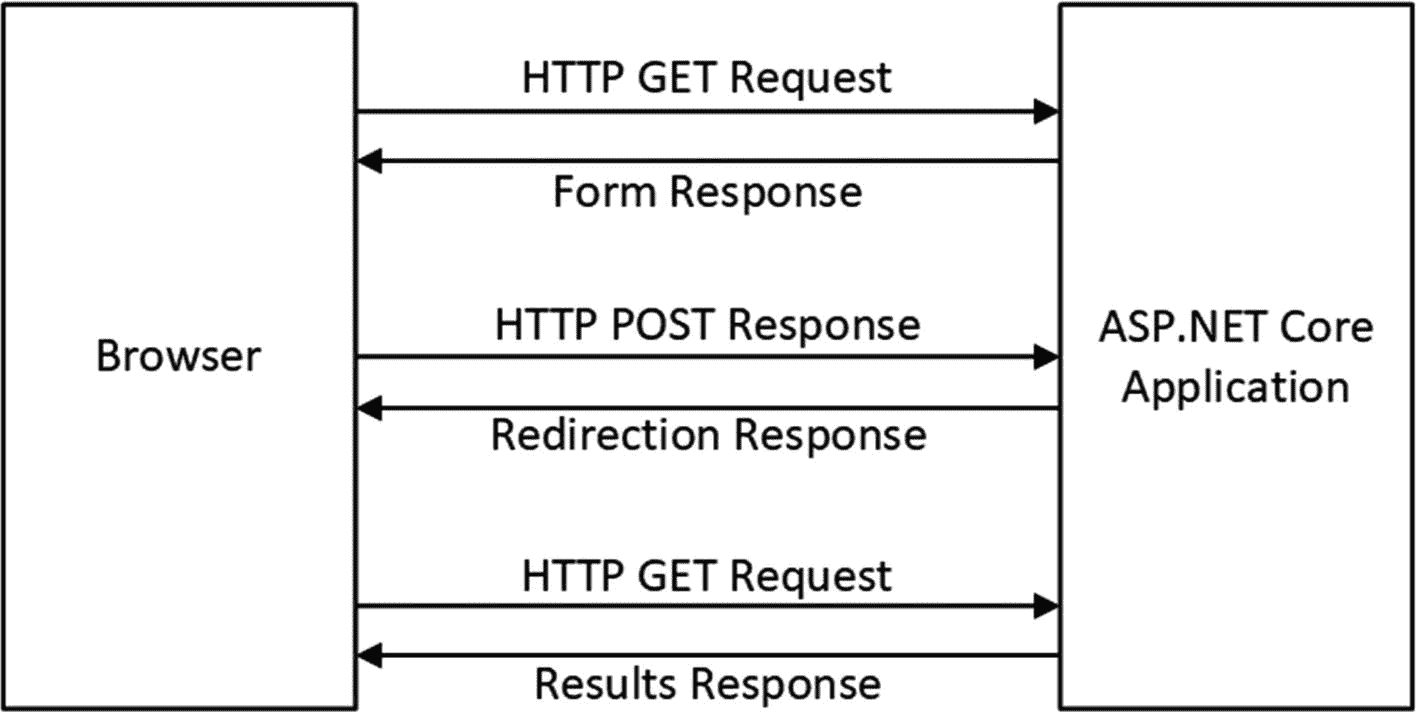 HTTP GET Request
Form Response
HTTP POST Response
Browser
ASP.NET Core
Application
Redirection Response
HTTP GET Request
Results Response